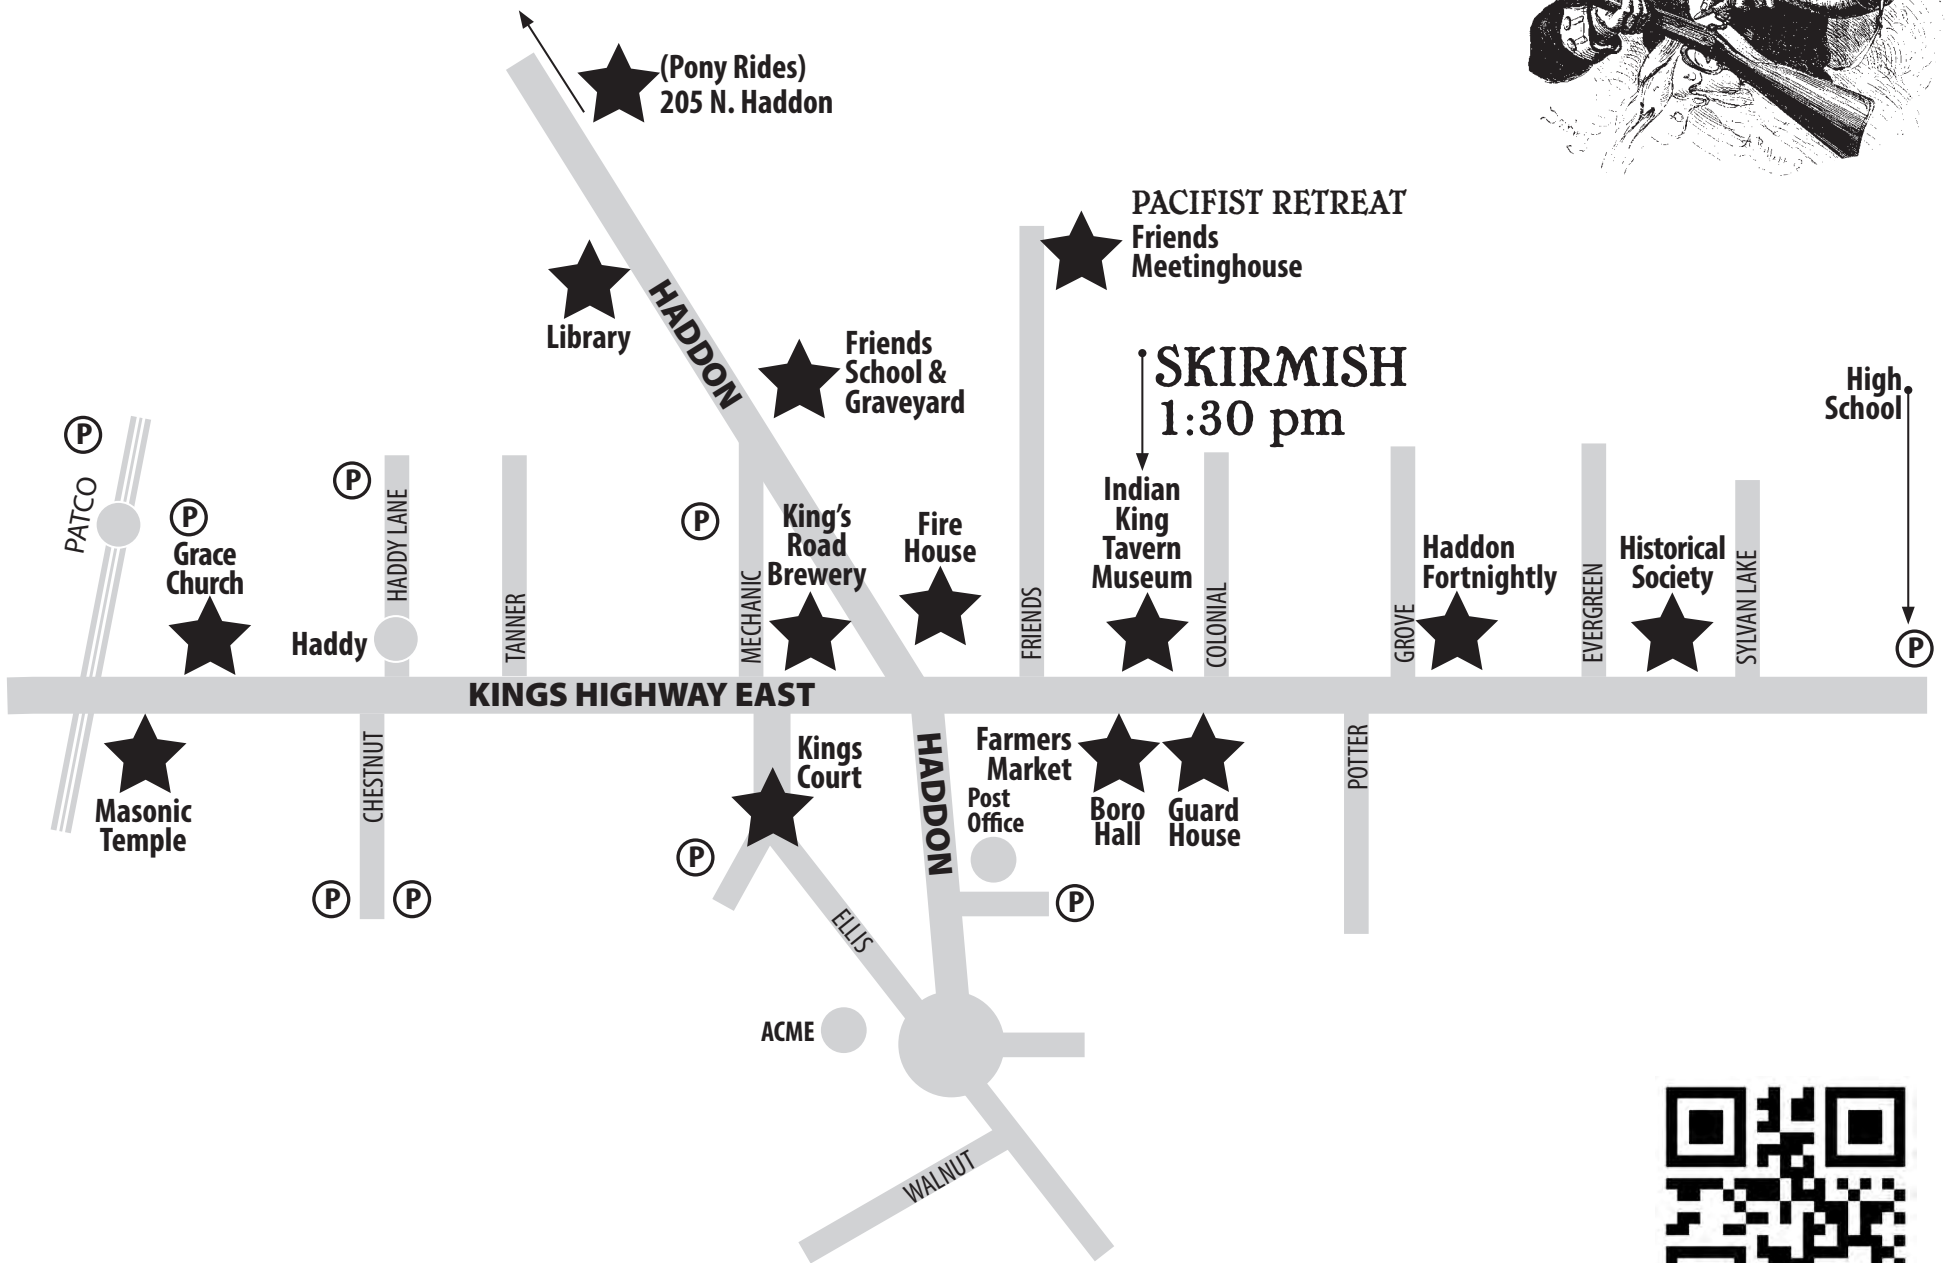 (Pony Rides)
205 N. Haddon
PACIFIST RETREAT
Friends
Meetinghouse
Library
HADDON
Friends
School &
Graveyard
SKIRMISH
1:30 pm
High
School
P
PATCO
P
Grace
Church
P
HADDY LANE
Haddy
TANNER
P
MECHANIC
King's
Road
Brewery
Fire
House
FRIENDS
Indian
King
Tavern
Museum
COLONIAL
GROVE
Haddon
Fortnightly
EVERGREEN
Historical
Society
SYLVAN LAKE
P
KINGS HIGHWAY EAST
Masonic
Temple
CHESTNUT
P
P
Kings
Court
P
HADDON
Farmers
Market
Post
Office
P
Boro
Hall
Guard
House
POTTER
ELLIS
ACME
WALNUT